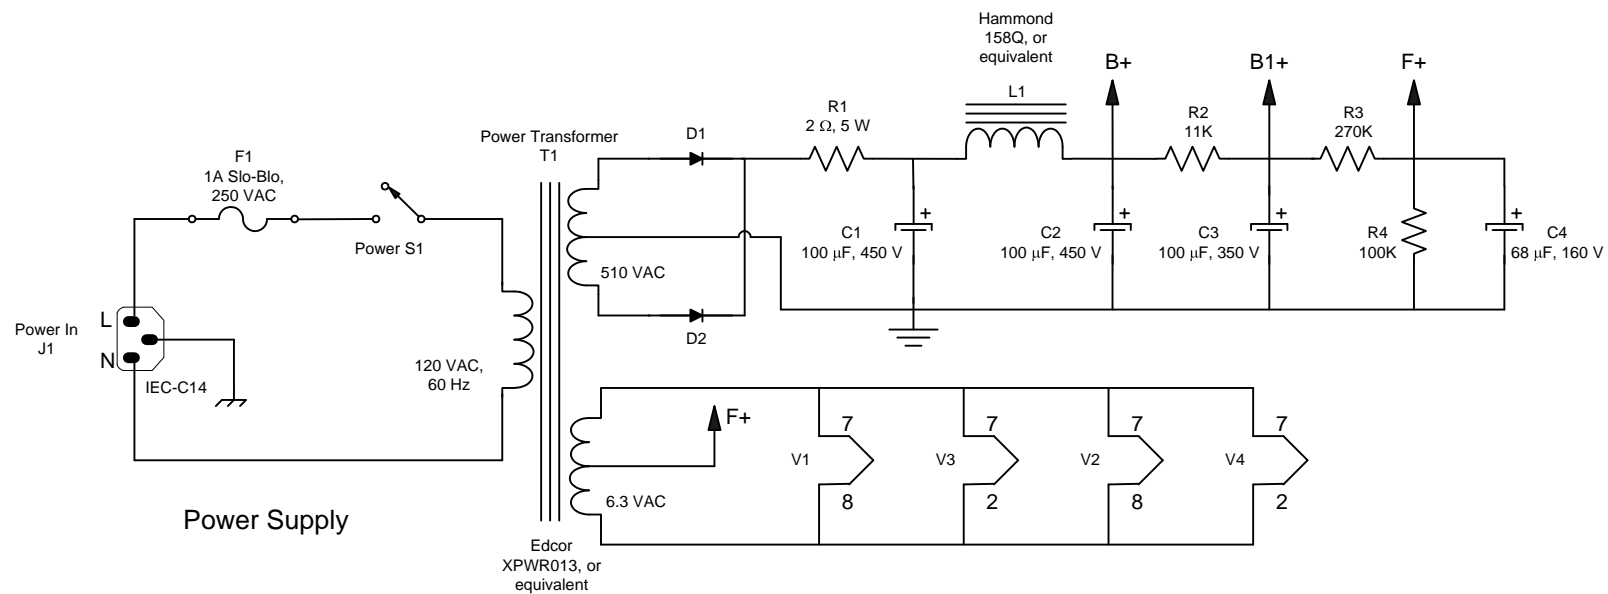 Hammond
158Q, or
equivalent
L1
B+
B1+
F+
R1
2 Ω, 5 W
R2
11K
R3
270K
Power Transformer
T1
D1
F1
1A Slo-Blo,
250 VAC
Power S1
510 VAC
C1
100 µF, 450 V
C2
100 µF, 450 V
C3
100 µF, 350 V
R4
100K
C4
68 µF, 160 V
+
+
+
+
D2
Power In
J1
L
N
IEC-C14
120 VAC,
60 Hz
F+
6.3 VAC
V1
7
8
V3
7
2
V2
7
8
V4
7
2
Power Supply
Edcor
XPWR013, or
equivalent